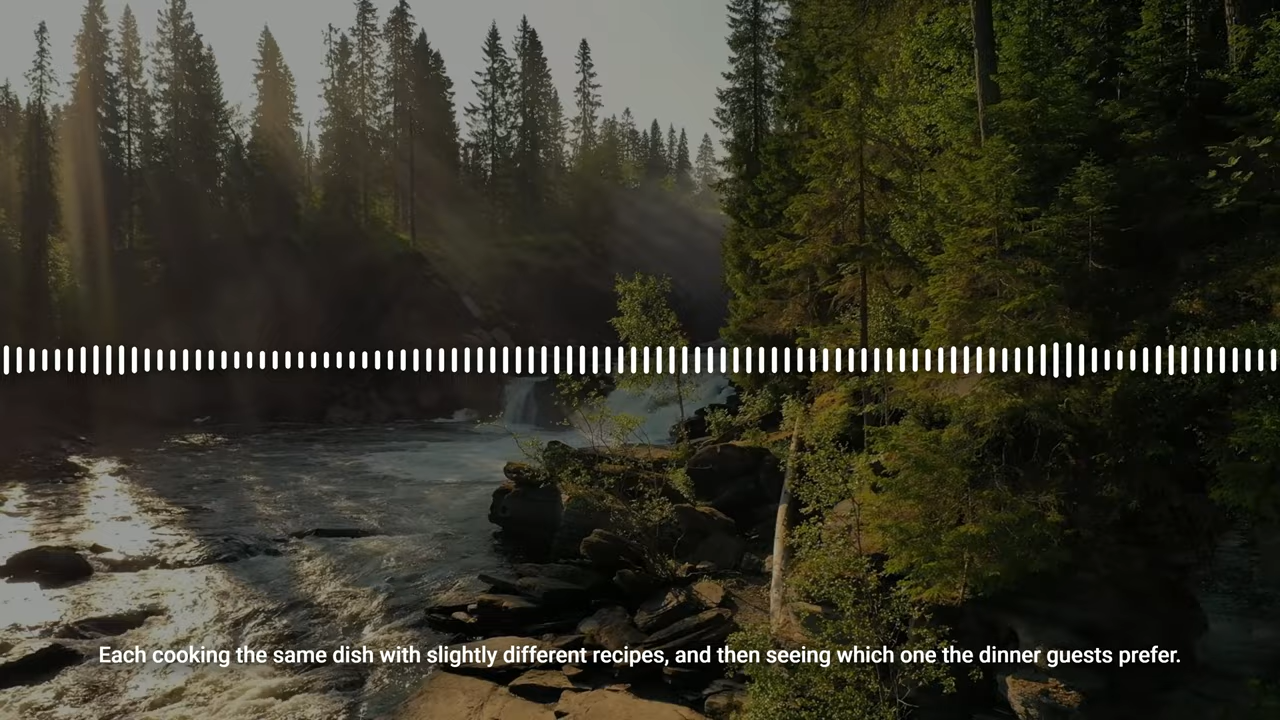 Each cooking the same dish with slightly different recipes, and then seeing which one the dinner guests prefer.